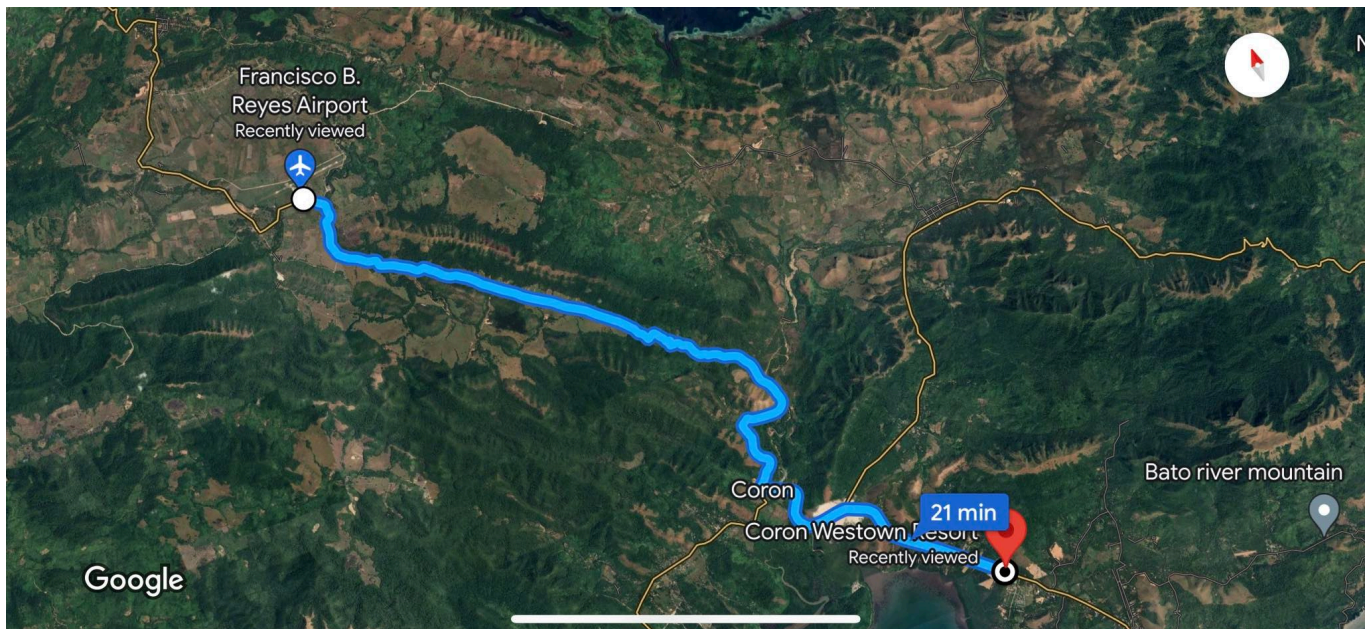 Francisco B.
Reyes Airport
Recently viewed
Coron
21 min
Coron Westown Resort
Recently viewed
Bato river mountain
Google
N